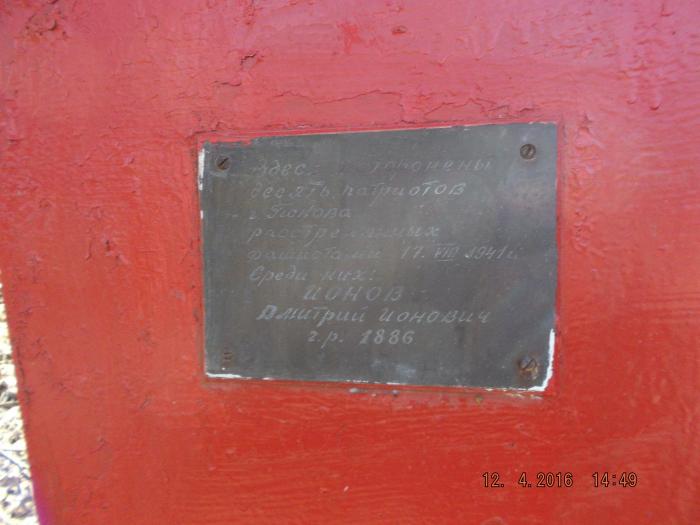 Здесь похоронены
десять патриотов
г.
расстрелянных
фашистами 17. VIII 1941г.
Среди них:
ИОНОВ
Дмитрий Ионович
г.р. 1886
12. 4.2016 14:49